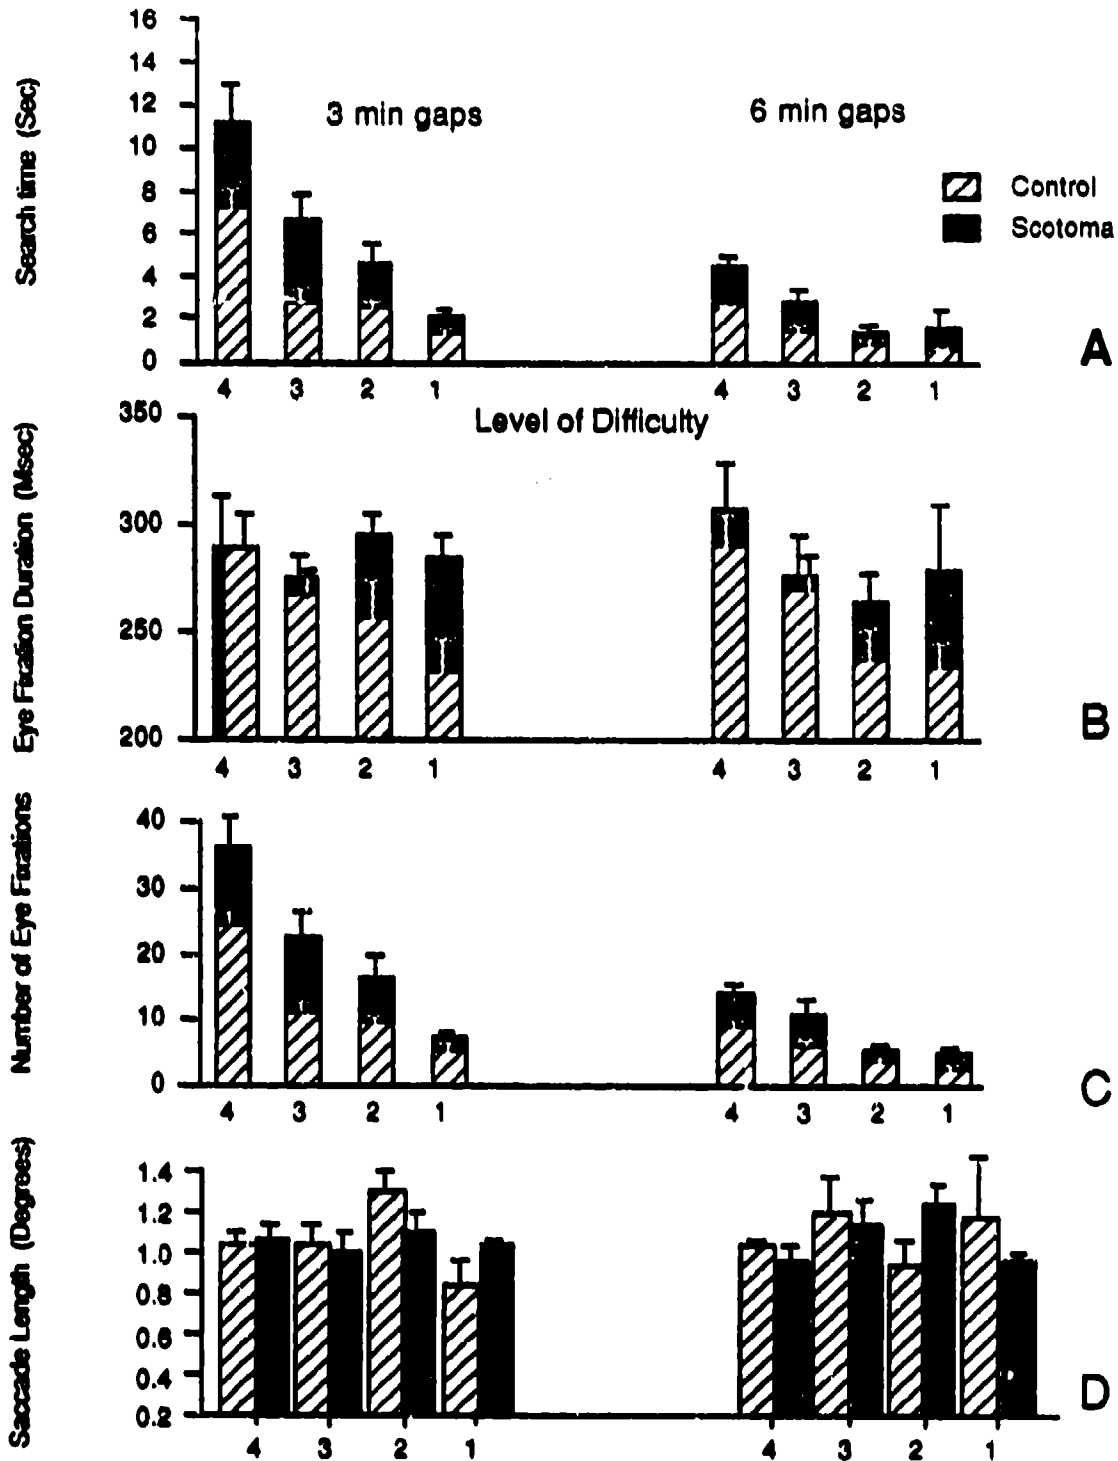 16
14
12
10
8
6
4
2
0
Search time (Sec)
3 min gaps
6 min gaps
Control
Scotoma
4 3 2 1
4 3 2 1
A
Level of Difficulty
350
300
250
200
Eye Fixation Duration (Msec)
4 3 2 1
4 3 2 1
B
40
30
20
10
0
Number of Eye Fixations
4 3 2 1
4 3 2 1
C
1.4
1.2
1.0
0.8
0.6
0.4
0.2
Saccade Length (Degrees)
4 3 2 1
4 3 2 1
D